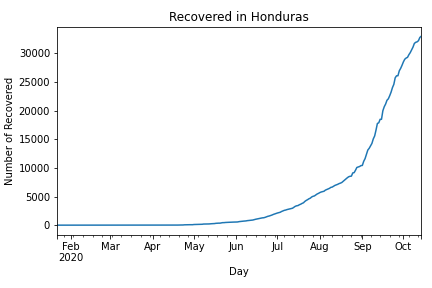 Recovered in Honduras
Number of Recovered
30000
25000
20000
15000
10000
5000
0
Feb Mar Apr May Jun Jul Aug Sep Oct
2020
Day